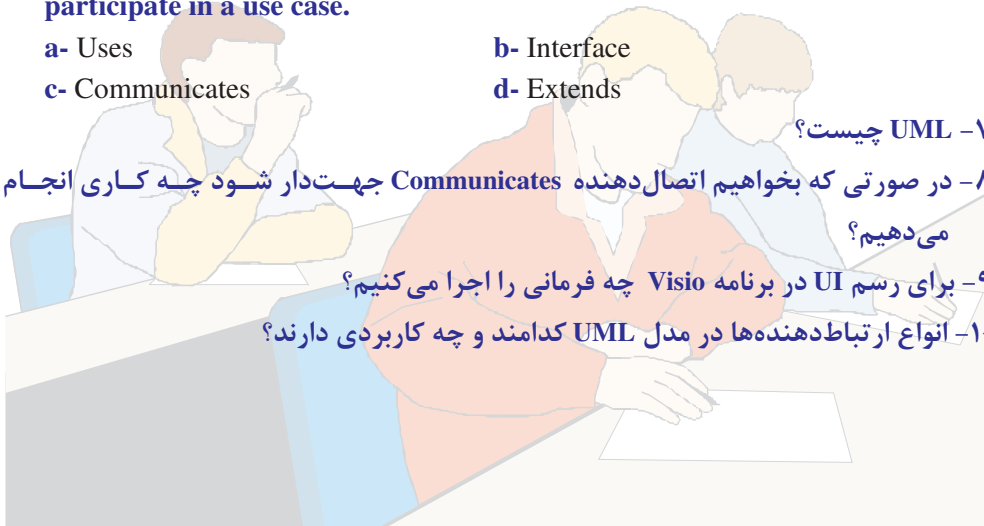 participate in a use case.
a- Uses b- Interface
c- Communicates d- Extends
۷- UML چیست؟
۸- در صورتی که بخواهیم اتصال‌دهنده Communicates جهت‌دار شود چه کاری انجام
می‌دهیم؟
۹- برای رسم UI در برنامه Visio چه فرمانی را اجرا می‌کنیم؟
۱۰- انواع ارتباط‌دهنده‌ها در مدل UML کدامند و چه کاربردی دارند؟